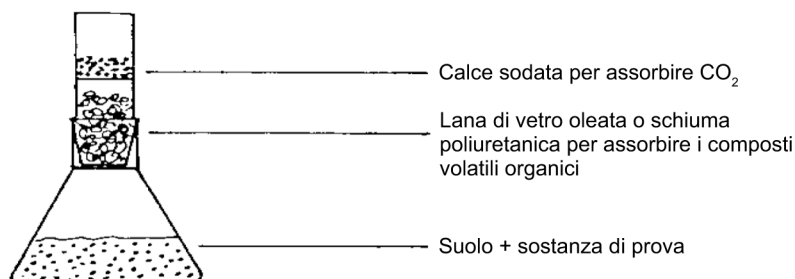 Calce sodata per assorbire CO₂
Lana di vetro oleata o schiuma
poliuretanica per assorbire i composti
volatili organici
Suolo + sostanza di prova